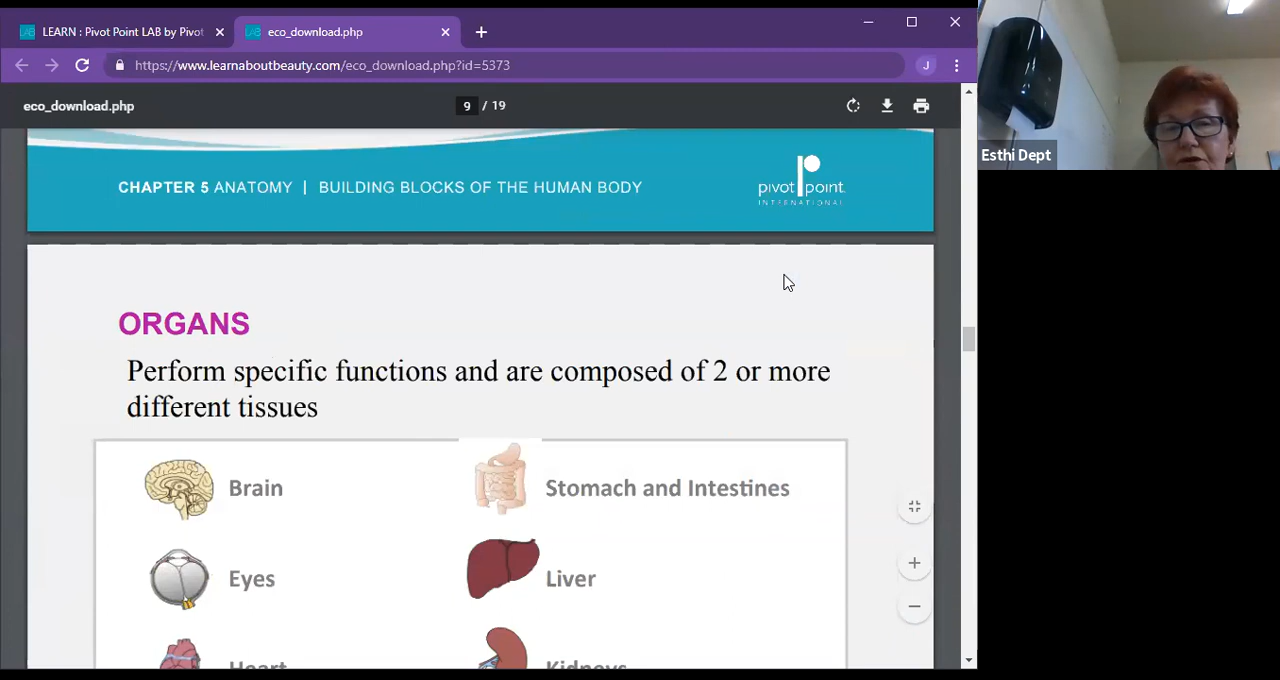 LEARN : Pivot Point LAB by Pivot
eco_download.php
https://www.learnaboutbeauty.com/eco_download.php?id=5373
J
eco_download.php
9 / 19
Esthi Dept
CHAPTER 5 ANATOMY | BUILDING BLOCKS OF THE HUMAN BODY
pivot point
INTERNATIONAL
ORGANS
Perform specific functions and are composed of 2 or more
different tissues
Brain
Stomach and Intestines
Eyes
Liver
Heart
Kidneys